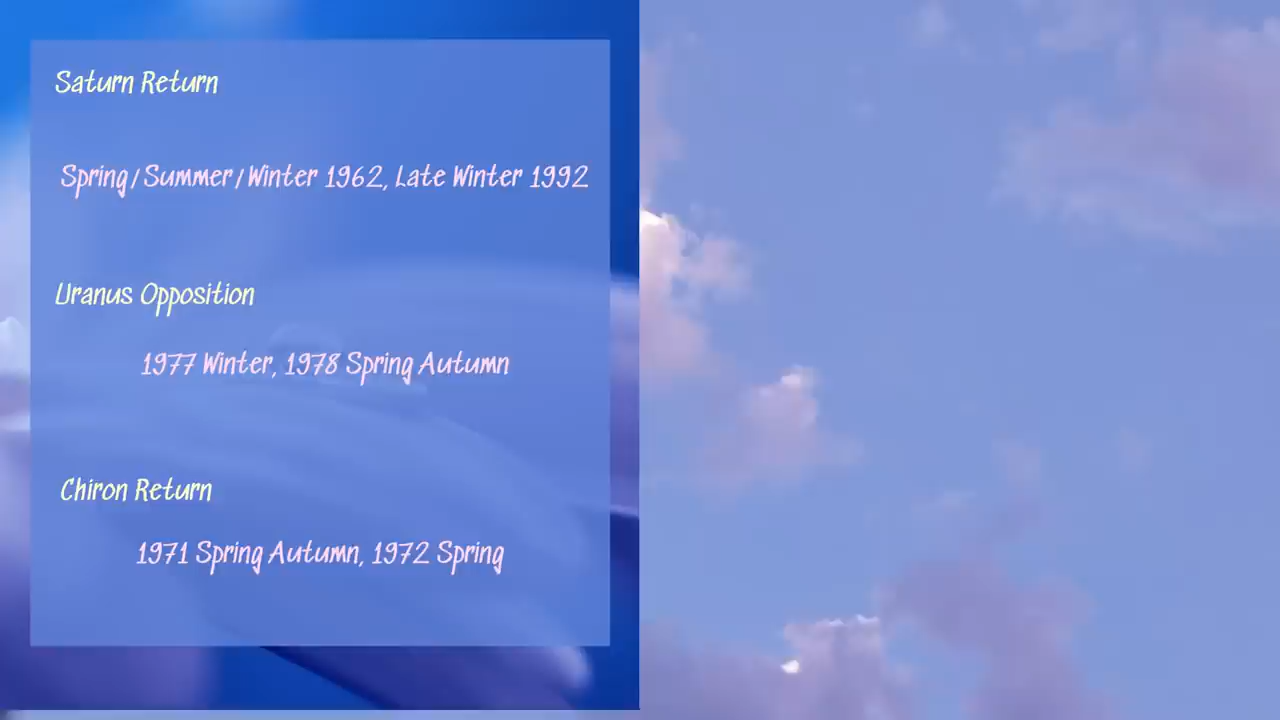 Saturn Return
Spring/Summer/Winter 1962, Late Winter 1992
Uranus Opposition
1977 Winter, 1978 Spring Autumn
Chiron Return
1971 Spring Autumn, 1972 Spring